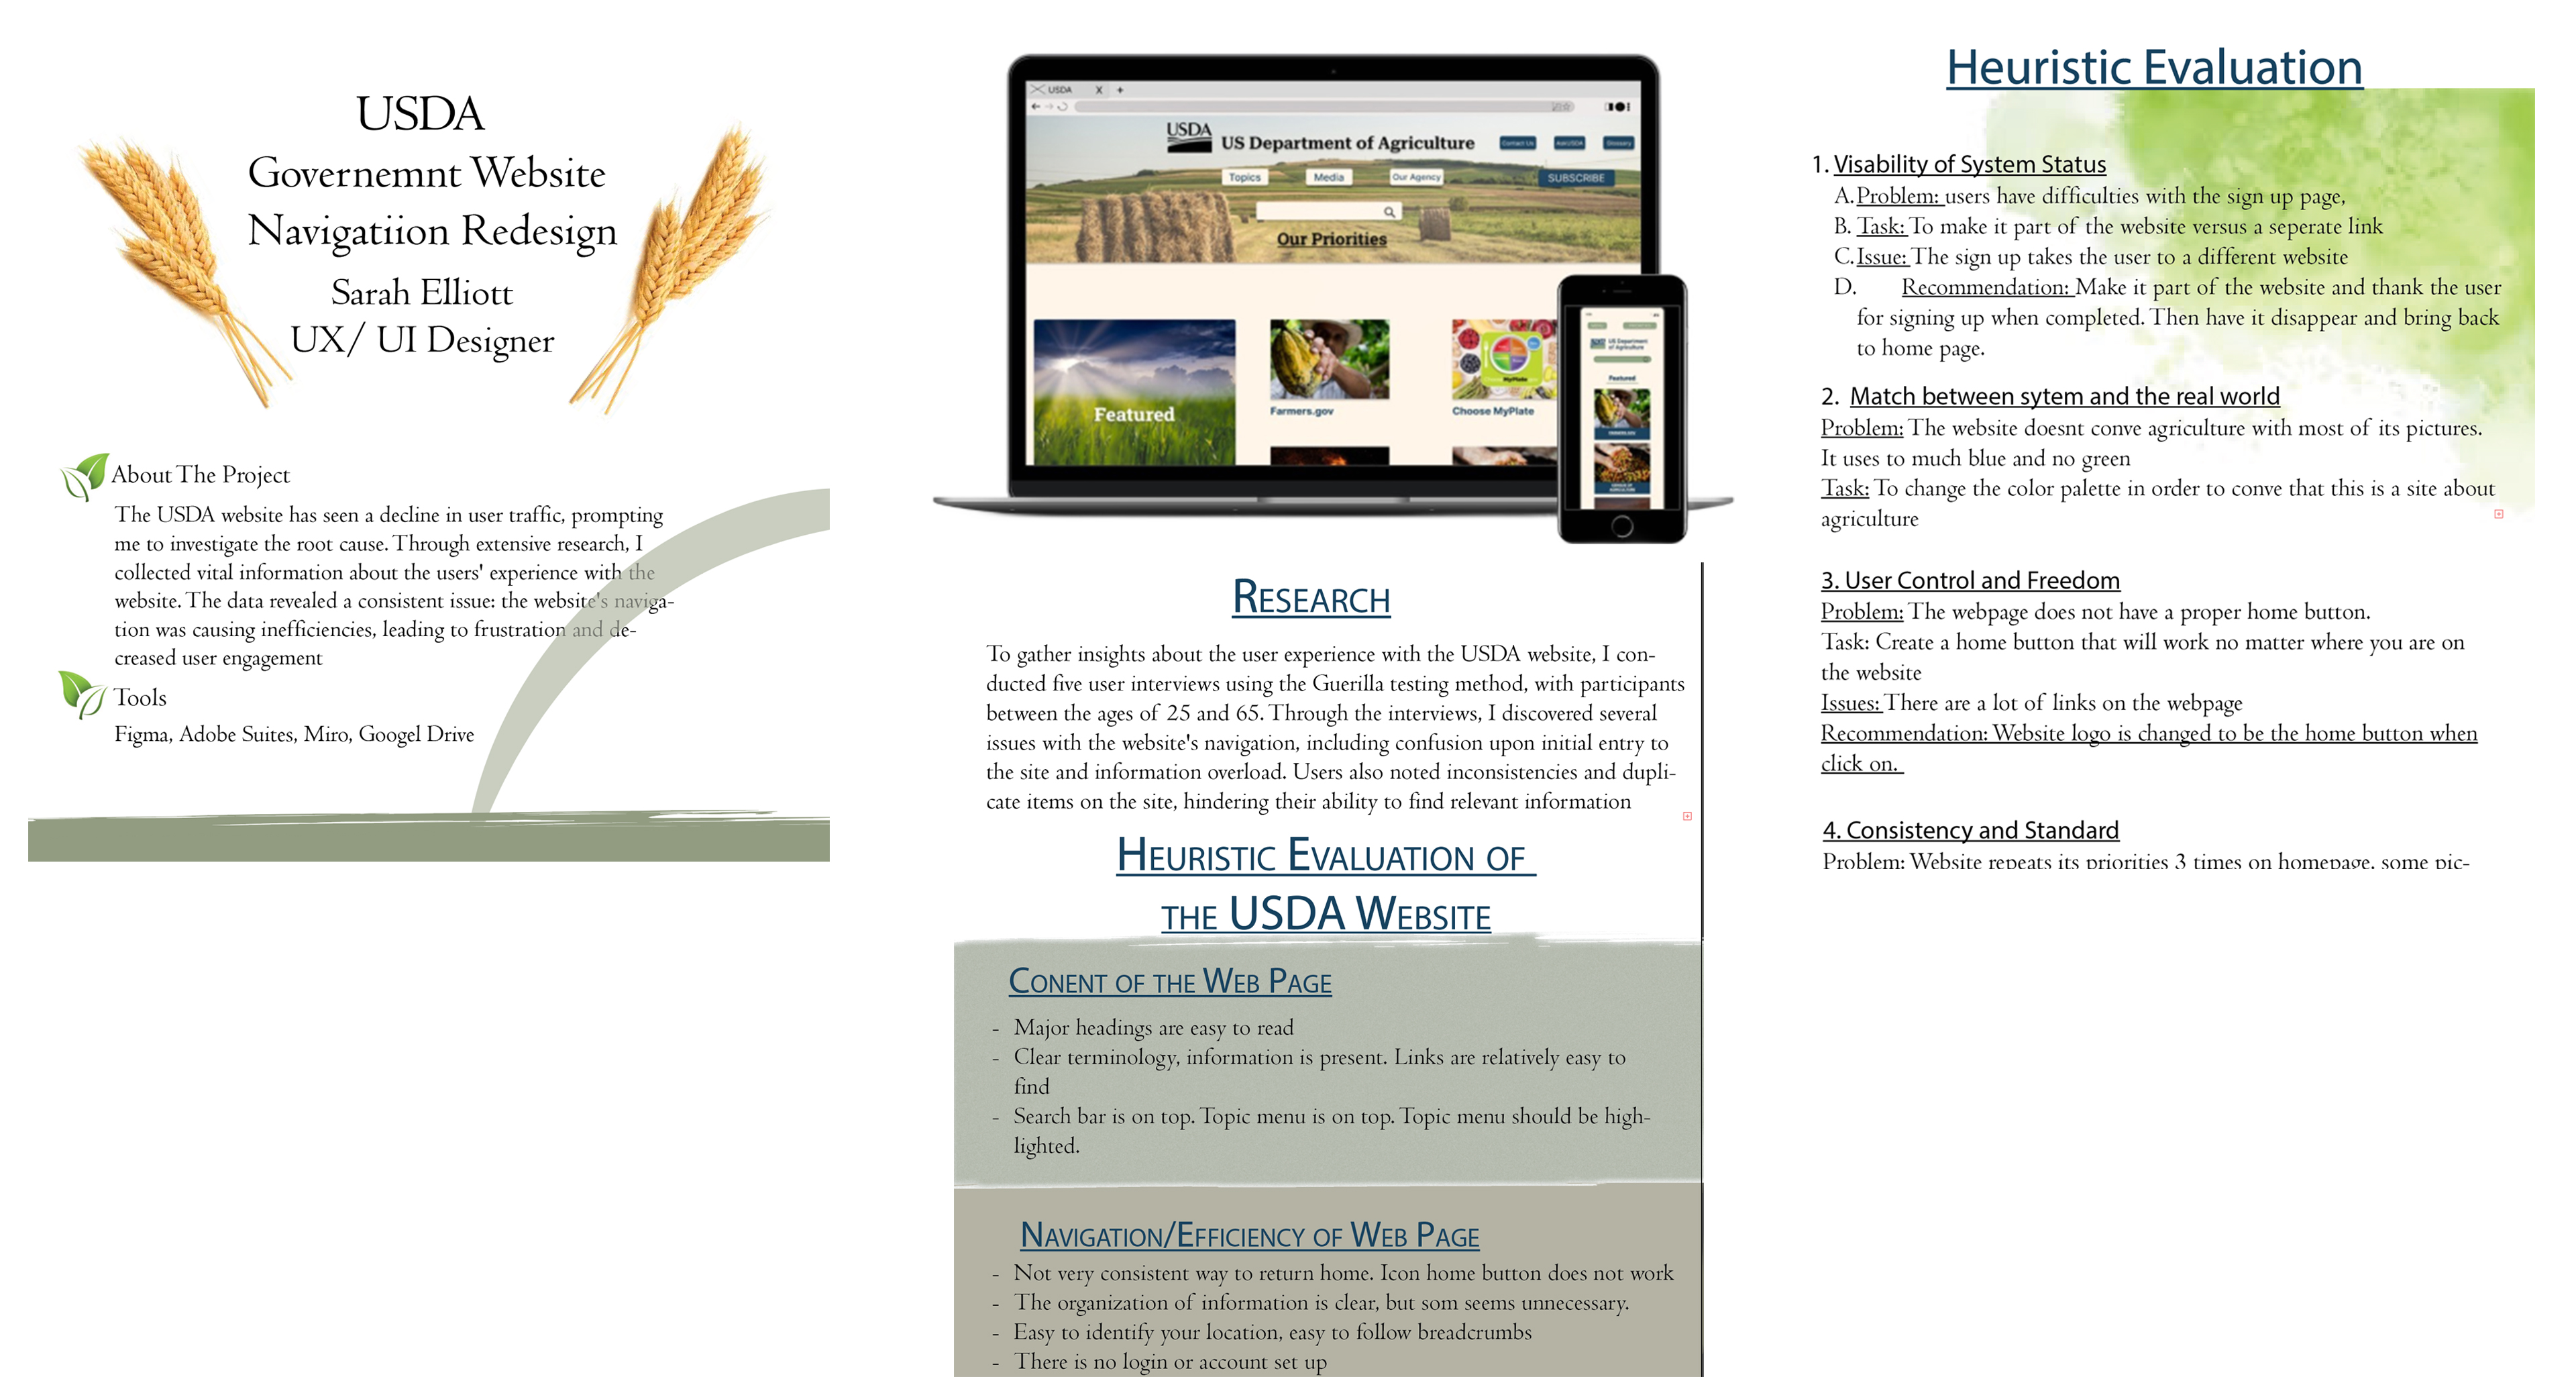 USDA
Governemnt Website
Navigatiion Redesign
Sarah Elliott
UX/ UI Designer
About The Project
The USDA website has seen a decline in user traffic, prompting
me to investigate the root cause. Through extensive research, I
collected vital information about the users' experience with the
website. The data revealed a consistent issue: the website's naviga-
tion was causing inefficiencies, leading to frustration and de-
creased user engagement
Tools
Figma, Adobe Suites, Miro, Googel Drive
USDA X +
USDA
US Department of Agriculture
Contact Us
AskUSDA
Glossary
Topics
Media
Our Agency
SUBSCRIBE
Our Priorities
Featured
Farmers.gov
Choose MyPlate
US Department
of Agriculture
Featured
RESEARCH
To gather insights about the user experience with the USDA website, I con-
ducted five user interviews using the Guerilla testing method, with participants
between the ages of 25 and 65. Through the interviews, I discovered several
issues with the website's navigation, including confusion upon initial entry to
the site and information overload. Users also noted inconsistencies and dupli-
cate items on the site, hindering their ability to find relevant information
HEURISTIC EVALUATION OF
THE USDA WEBSITE
CONENT OF THE WEB PAGE
- Major headings are easy to read
- Clear terminology, information is present. Links are relatively easy to
find
- Search bar is on top. Topic menu is on top. Topic menu should be high-
lighted.
NAVIGATION/EFFICIENCY OF WEB PAGE
- Not very consistent way to return home. Icon home button does not work
- The organization of information is clear, but som seems unnecessary.
- Easy to identify your location, easy to follow breadcrumbs
- There is no login or account set up
Heuristic Evaluation
1. Visability of System Status
A. Problem: users have difficulties with the sign up page,
B. Task: To make it part of the website versus a seperate link
C. Issue: The sign up takes the user to a different website
D. Recommendation: Make it part of the website and thank the user
for signing up when completed. Then have it disappear and bring back
to home page.
2. Match between sytem and the real world
Problem: The website doesnt conve agriculture with most of its pictures.
It uses to much blue and no green
Task: To change the color palette in order to conve that this is a site about
agriculture
3. User Control and Freedom
Problem: The webpage does not have a proper home button.
Task: Create a home button that will work no matter where you are on
the website
Issues: There are a lot of links on the webpage
Recommendation: Website logo is changed to be the home button when
click on.
4. Consistency and Standard
Problem: Website repeats its priorities 3 times on homepage. some pic-